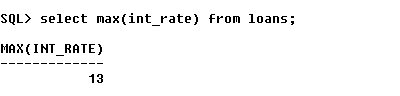 SQL> select max(int_rate) from loans;
MAX(INT_RATE)
-------------
13